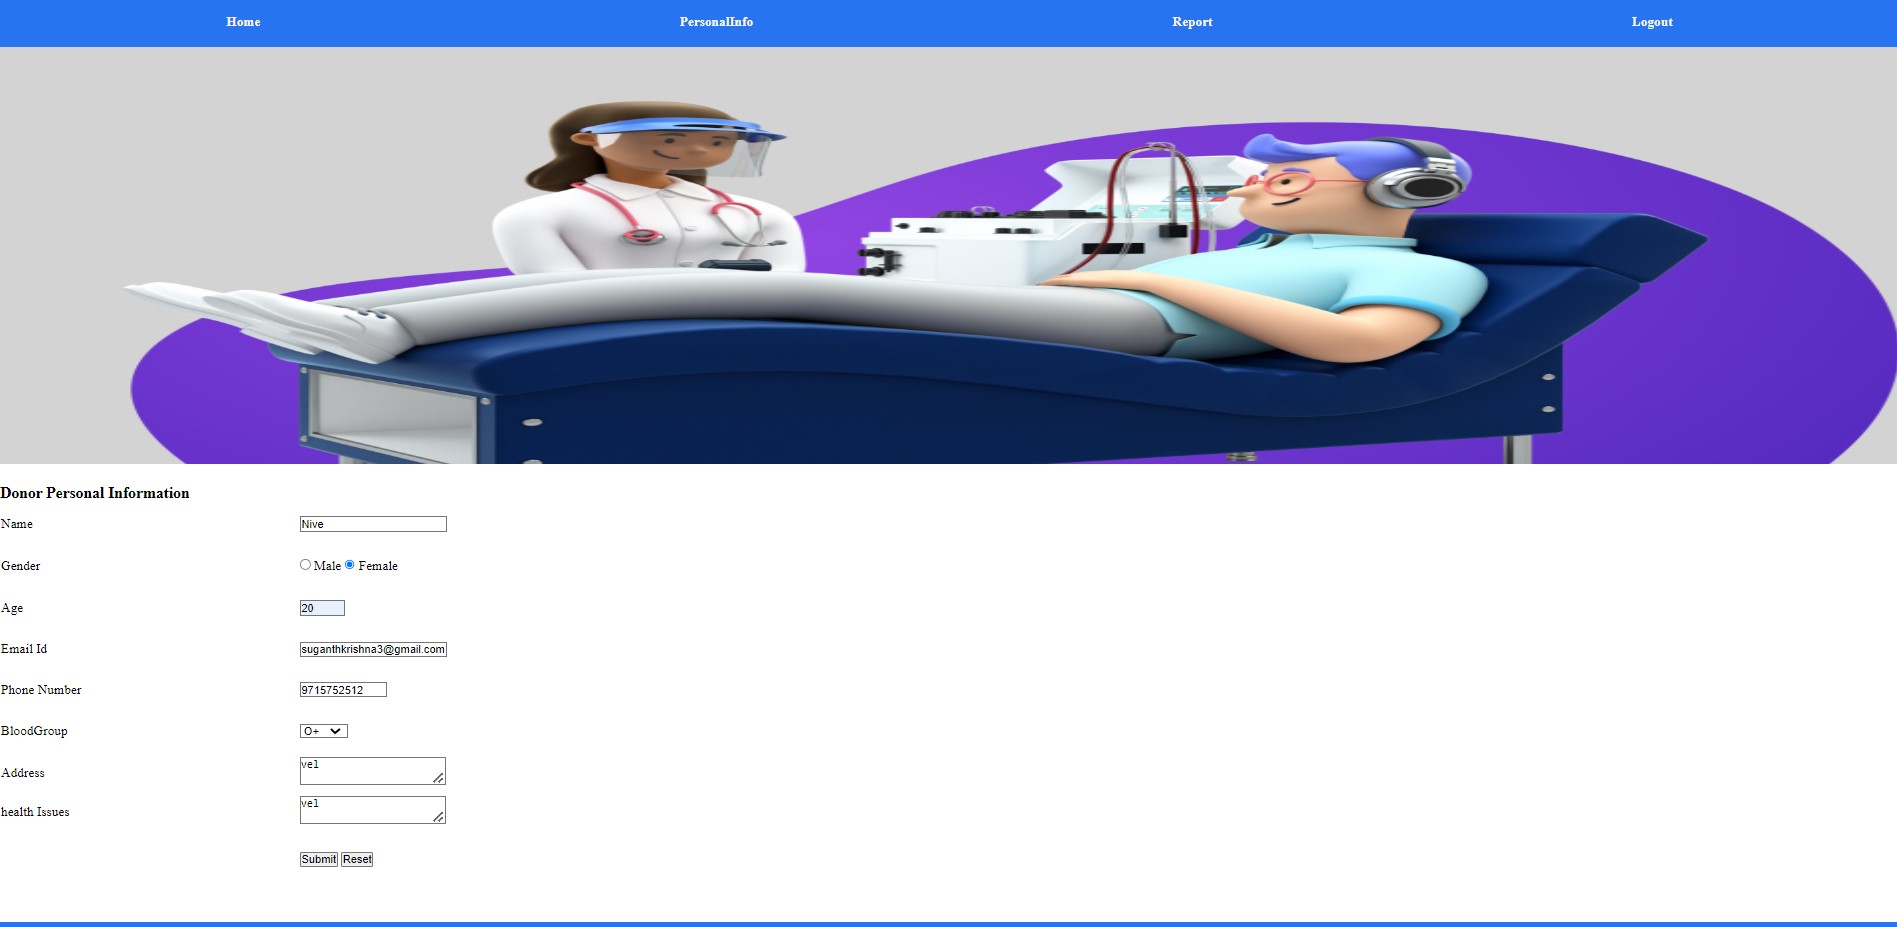 Home PersonalInfo Report Logout
Donor Personal Information
Name Nive
Gender Male Female
Age 20
Email Id suganthkrishna3@gmail.com
Phone Number 9715752512
BloodGroup O+
Address vel
health Issues vel
Submit Reset